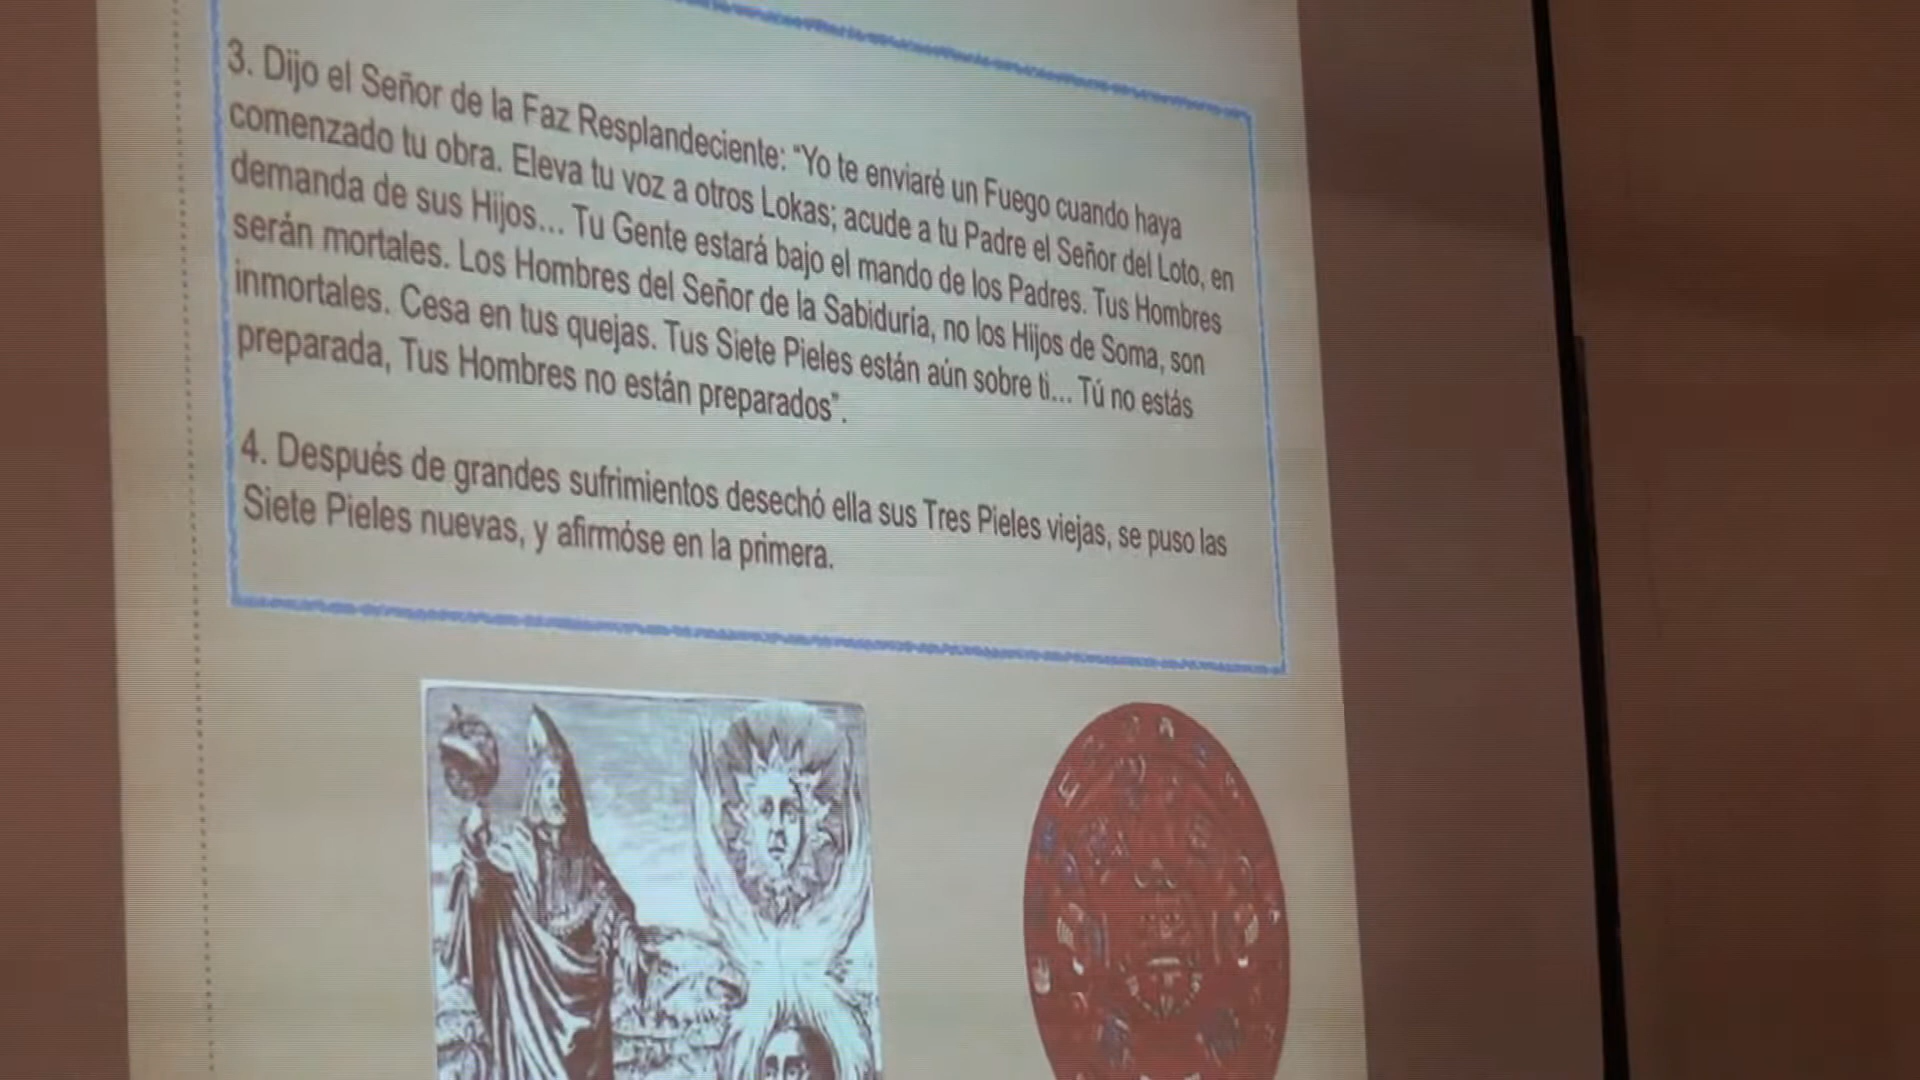 3. Dijo el Señor de la Faz Resplandeciente: “Yo te enviaré un Fuego cuando haya
comenzado tu obra. Eleva tu voz a otros Lokas; acude a tu Padre el Señor del Loto, en
demanda de sus Hijos... Tu Gente estará bajo el mando de los Padres. Tus Hombres
serán mortales. Los Hombres del Señor de la Sabiduría, no los Hijos de Soma, son
inmortales. Cesa en tus quejas. Tus Siete Pieles están aún sobre ti... Tú no estás
preparada, Tus Hombres no están preparados”.
4. Después de grandes sufrimientos desechó ella sus Tres Pieles viejas, se puso las
Siete Pieles nuevas, y afirmóse en la primera.